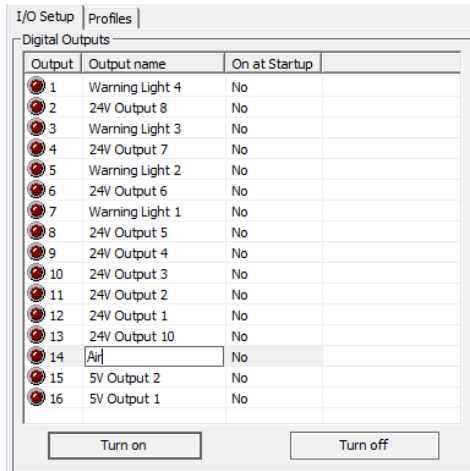 I/O Setup Profiles
Digital Outputs
Output Output name On at Startup
1 Warning Light 4 No
2 24V Output 8 No
3 Warning Light 3 No
4 24V Output 7 No
5 Warning Light 2 No
6 24V Output 6 No
7 Warning Light 1 No
8 24V Output 5 No
9 24V Output 4 No
10 24V Output 3 No
11 24V Output 2 No
12 24V Output 1 No
13 24V Output 10 No
14 Air No
15 5V Output 2 No
16 5V Output 1 No
Turn on Turn off